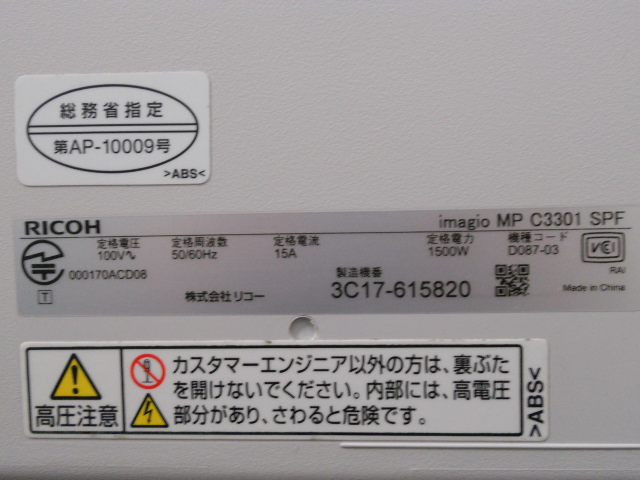 総務省指定
第AP-10009号
>ABS<
RICOH
imagio MP C3301 SPF
定格電圧 定格周波数 定格電流 定格電力 機種コード
100V∿ 50/60Hz 15A 1500W D087-03
VCI
000170ACD08
T
製造機番
RAI
株式会社リコー
3C17-615820
Made in China
高圧注意
カスタマーエンジニア以外の方は、裏ぶた
を開けないでください。内部には、高電圧
部分があり、さわると危険です。
>ABS<